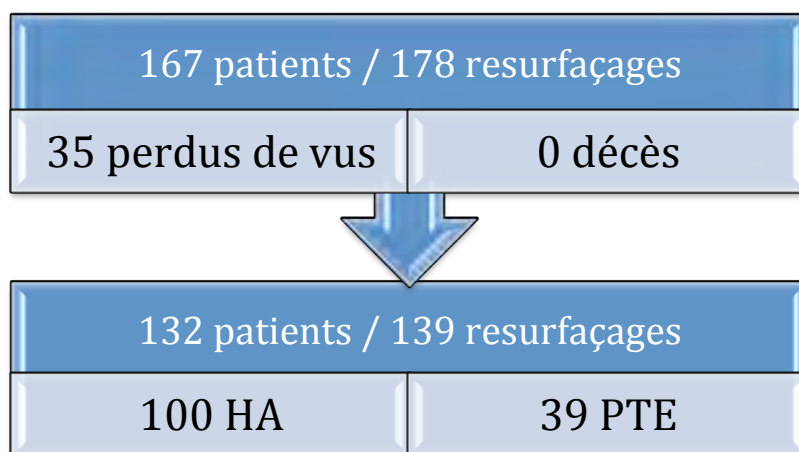 167 patients / 178 resurfaçages
35 perdus de vus
0 décès
132 patients / 139 resurfaçages
100 HA
39 PTE